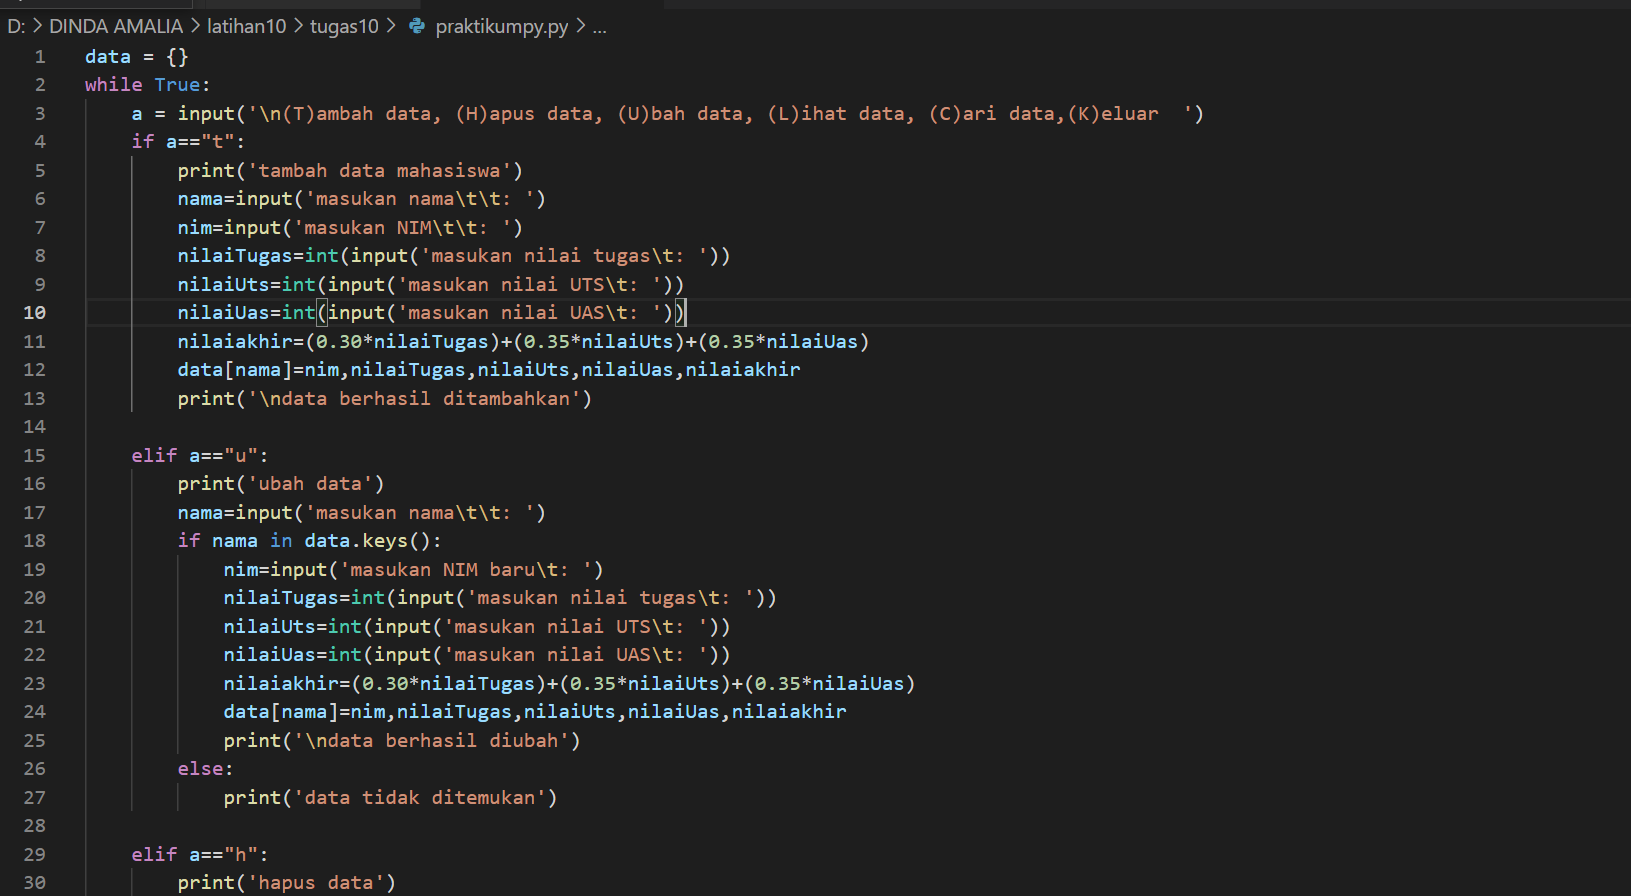 D: > DINDA AMALIA > latihan10 > tugas10 > praktikumpy.py > ...
1 data = {}
2 while True:
3     a = input('\n(T)ambah data, (H)apus data, (U)bah data, (L)ihat data, (C)ari data,(K)eluar  ')
4     if a=="t":
5         print('tambah data mahasiswa')
6         nama=input('masukan nama\t\t: ')
7         nim=input('masukan NIM\t\t: ')
8         nilaiTugas=int(input('masukan nilai tugas\t: '))
9         nilaiUts=int(input('masukan nilai UTS\t: '))
10         nilaiUas=int(input('masukan nilai UAS\t: '))
11         nilaiakhir=(0.30*nilaiTugas)+(0.35*nilaiUts)+(0.35*nilaiUas)
12         data[nama]=nim,nilaiTugas,nilaiUts,nilaiUas,nilaiakhir
13         print('\ndata berhasil ditambahkan')
14
15     elif a=="u":
16         print('ubah data')
17         nama=input('masukan nama\t\t: ')
18         if nama in data.keys():
19             nim=input('masukan NIM baru\t: ')
20             nilaiTugas=int(input('masukan nilai tugas\t: '))
21             nilaiUts=int(input('masukan nilai UTS\t: '))
22             nilaiUas=int(input('masukan nilai UAS\t: '))
23             nilaiakhir=(0.30*nilaiTugas)+(0.35*nilaiUts)+(0.35*nilaiUas)
24             data[nama]=nim,nilaiTugas,nilaiUts,nilaiUas,nilaiakhir
25             print('\ndata berhasil diubah')
26         else:
27             print('data tidak ditemukan')
28
29     elif a=="h":
30         print('hapus data')